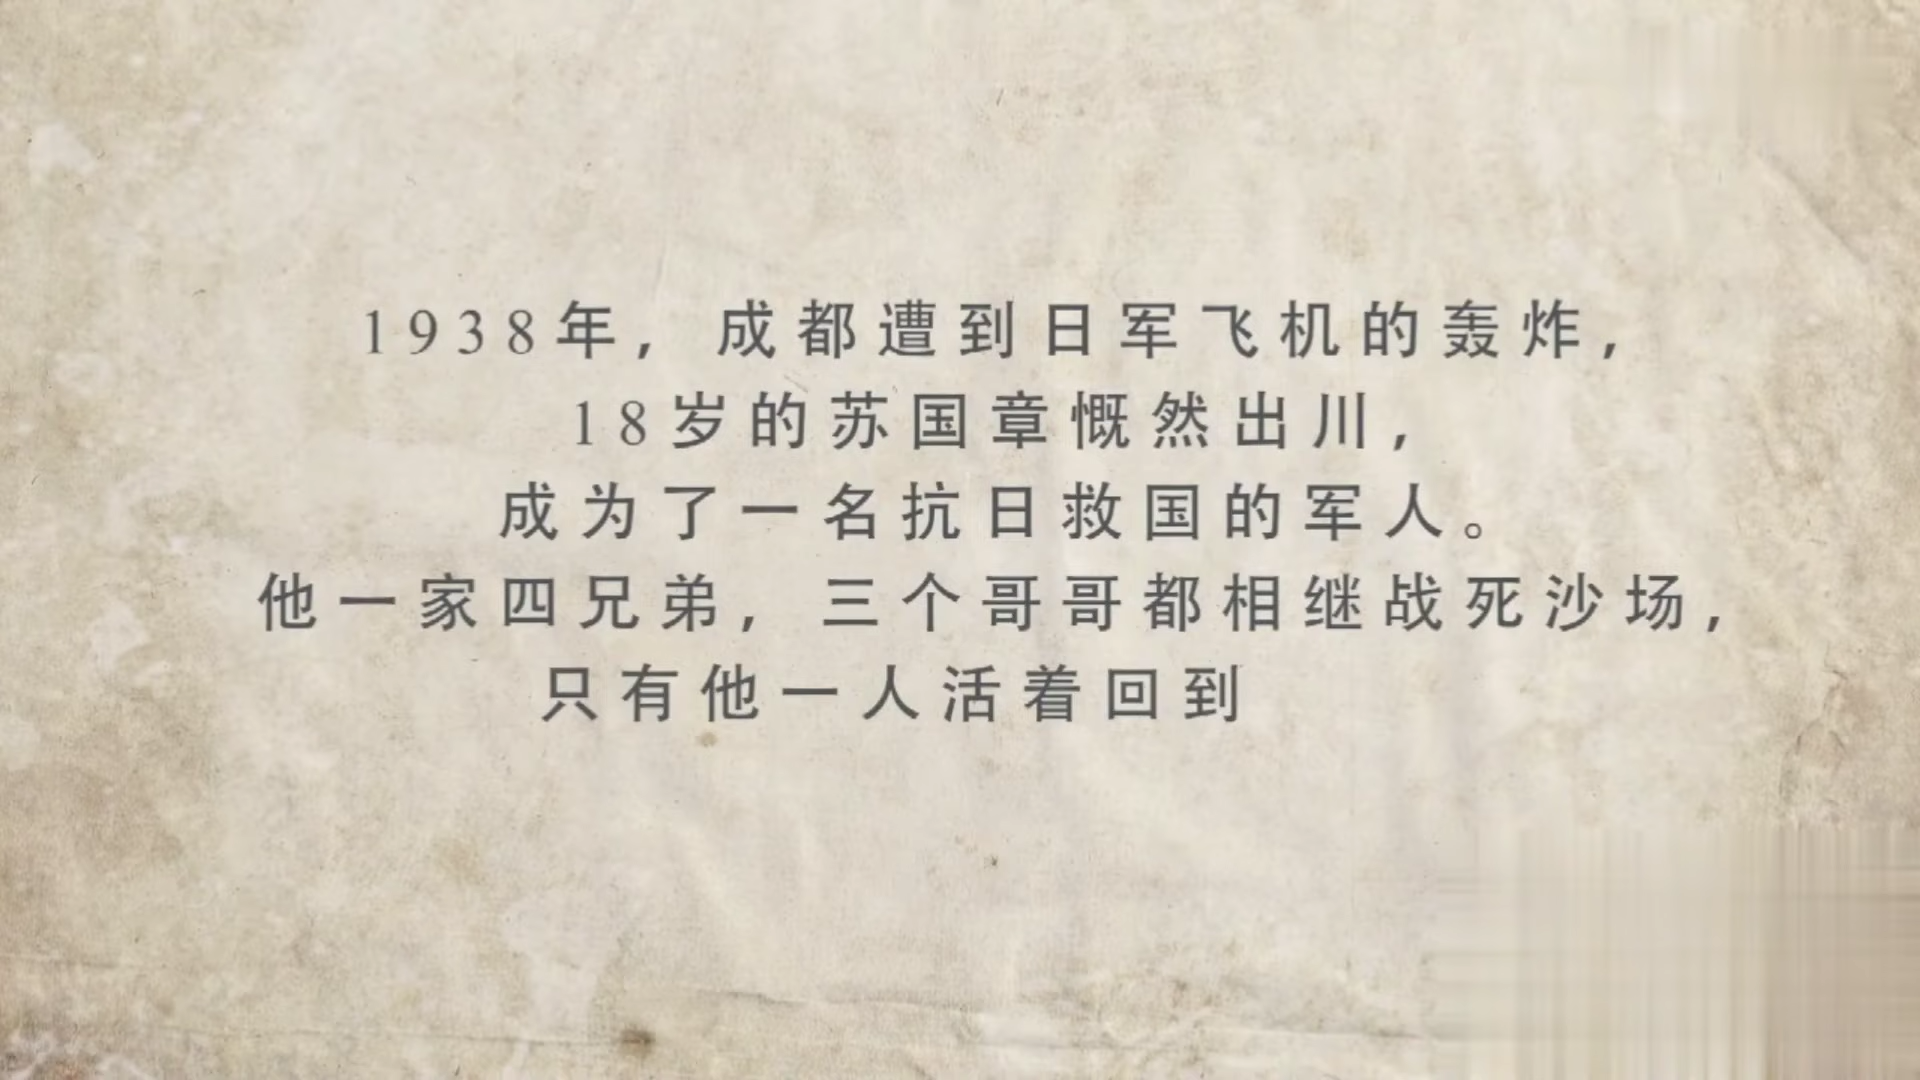 1938年，成都遭到日军飞机的轰炸，
18岁的苏国章慨然出川，
成为了一名抗日救国的军人。
他一家四兄弟，三个哥哥都相继战死沙场，
只有他一人活着回到